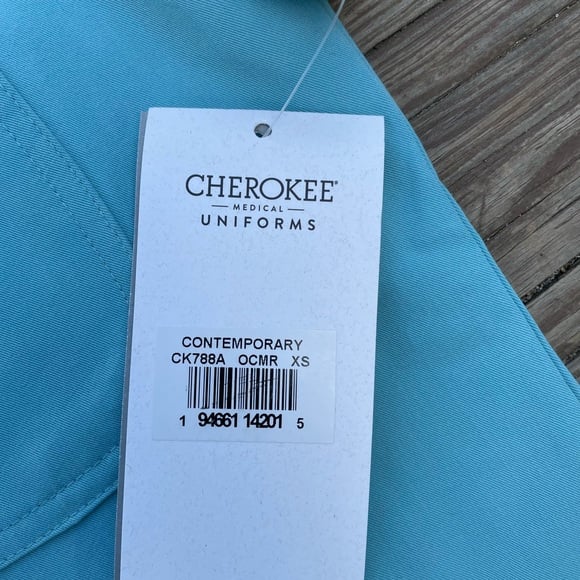 CHEROKEE®
MEDICAL
UNIFORMS
CONTEMPORARY
CK788A OCMR XS
1 94661 14201 5